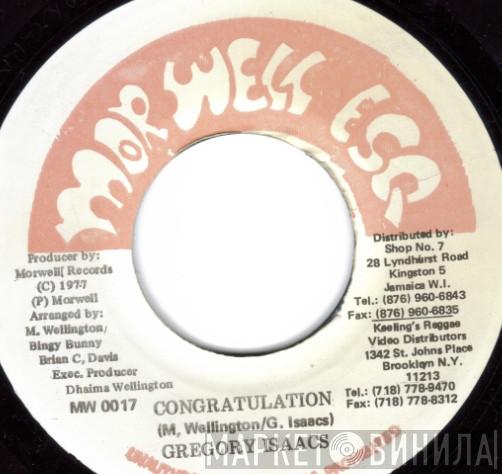 MORWELL ESQ
Producer by:
Morwell Records
(C) 1977
(P) Morwell
Arranged by:
M. Wellington/
Bingy Bunny
Brian C, Davis
Exec. Producer
Dhaima Wellington
Distributed by:
Shop No. 7
28 Lyndhurst Road
Kingston 5
Jamaica W.I.
Tel.: (876) 960-6843
Fax: (876) 960-6835
Keeling's Reggae
Video Distributors
1342 St. Johns Place
Brooklyn N.Y.
11213
Tel.: (718) 778-9470
Fax: (718) 778-8312
MW 0017
CONGRATULATION
(M, Wellington/G. Isaacs)
GREGORY ISAACS
МАРКЕТ ВИНИЛА